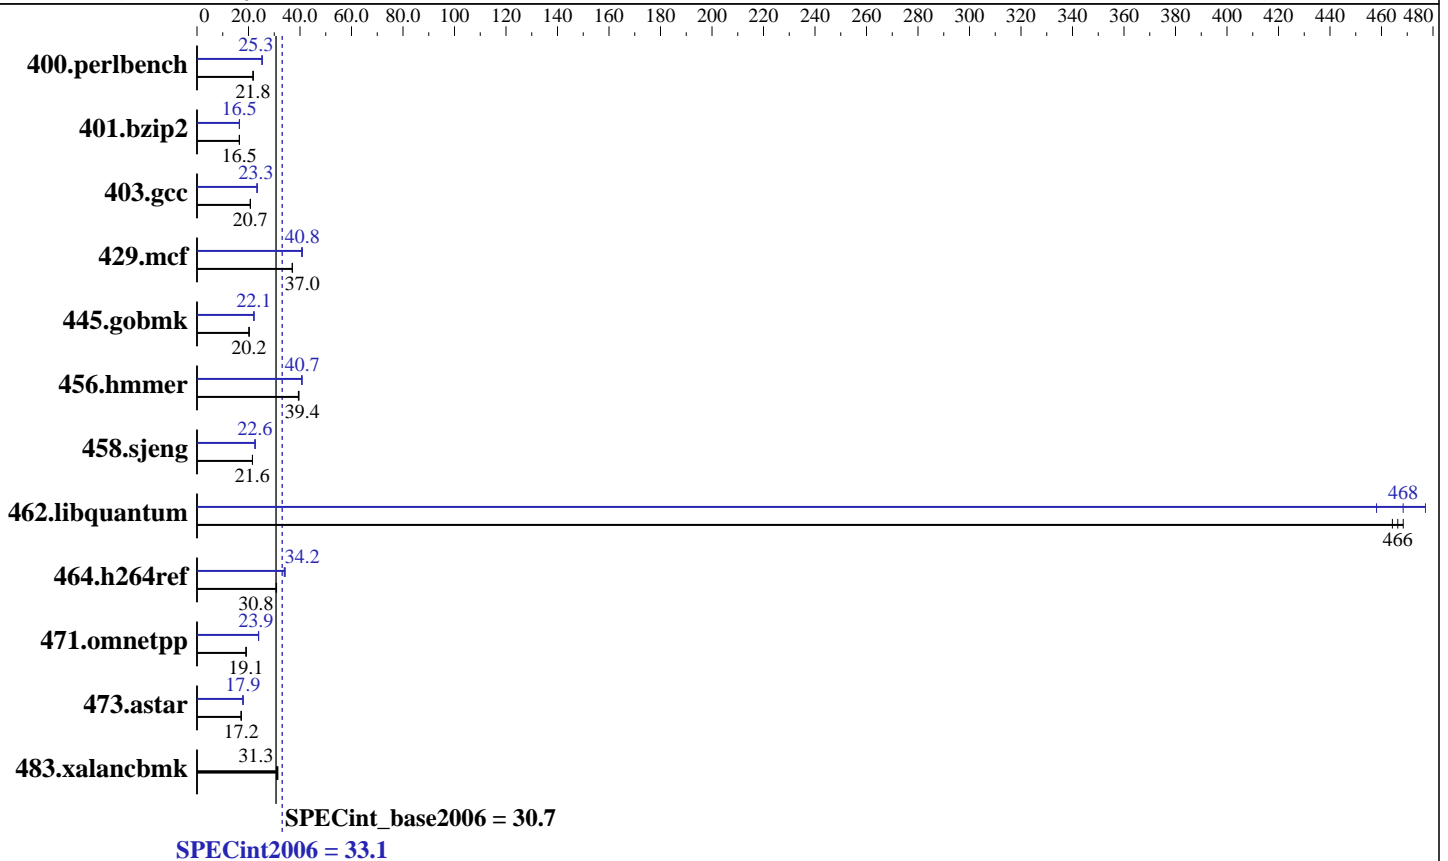 0 20.0 40.0 60.0 80.0 100 120 140 160 180 200 220 240 260 280 300 320 340 360 380 400 420 440 460 480
25.3
400.perlbench
21.8
16.5
401.bzip2
16.5
23.3
403.gcc
20.7
40.8
429.mcf
37.0
22.1
445.gobmk
20.2
40.7
456.hmmer
39.4
22.6
458.sjeng
21.6
468
462.libquantum
466
34.2
464.h264ref
30.8
23.9
471.omnetpp
19.1
17.9
473.astar
17.2
31.3
483.xalancbmk
SPECint_base2006 = 30.7
SPECint2006 = 33.1